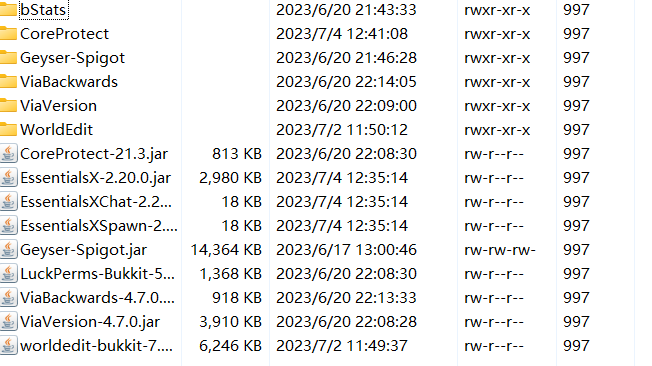 bStats 2023/6/20 21:43:33 rwxr-xr-x 997
CoreProtect 2023/7/4 12:41:08 rwxr-xr-x 997
Geyser-Spigot 2023/6/20 21:46:28 rwxr-xr-x 997
ViaBackwards 2023/6/20 22:14:05 rwxr-xr-x 997
ViaVersion 2023/6/20 22:09:00 rwxr-xr-x 997
WorldEdit 2023/7/2 11:50:12 rwxr-xr-x 997
CoreProtect-21.3.jar 813 KB 2023/6/20 22:08:30 rw-r--r-- 997
EssentialsX-2.20.0.jar 2,980 KB 2023/7/4 12:35:14 rw-r--r-- 997
EssentialsXChat-2.2... 18 KB 2023/7/4 12:35:14 rw-r--r-- 997
EssentialsXSpawn-2.... 18 KB 2023/7/4 12:35:14 rw-r--r-- 997
Geyser-Spigot.jar 14,364 KB 2023/6/17 13:00:46 rw-rw-rw- 997
LuckPerms-Bukkit-5... 1,368 KB 2023/6/20 22:08:30 rw-r--r-- 997
ViaBackwards-4.7.0.... 918 KB 2023/6/20 22:13:33 rw-r--r-- 997
ViaVersion-4.7.0.jar 3,910 KB 2023/6/20 22:08:28 rw-r--r-- 997
worldedit-bukkit-7.... 6,246 KB 2023/7/2 11:49:37 rw-r--r-- 997